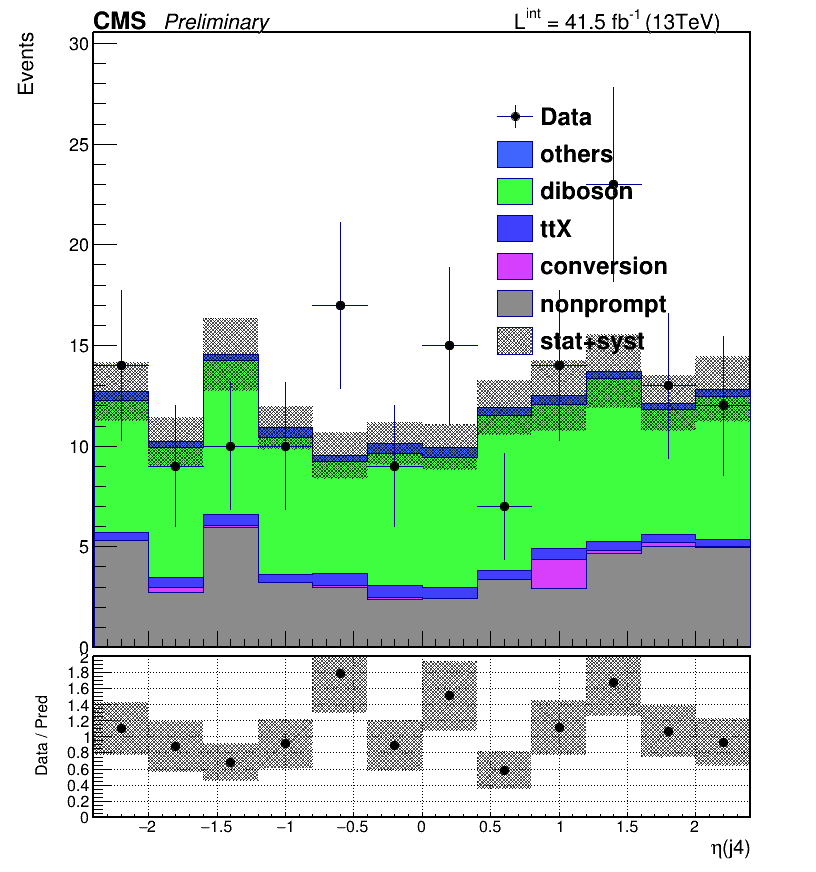 CMS Preliminary L^int = 41.5 fb^-1 (13TeV)
Events
30
25
20
15
10
5
0
Data
others
diboson
ttX
conversion
nonprompt
stat+syst
Data / Pred
2
1.8
1.6
1.4
1.2
1
0.8
0.6
0.4
0.2
0
−2 −1.5 −1 −0.5 0 0.5 1 1.5 2
η(j4)